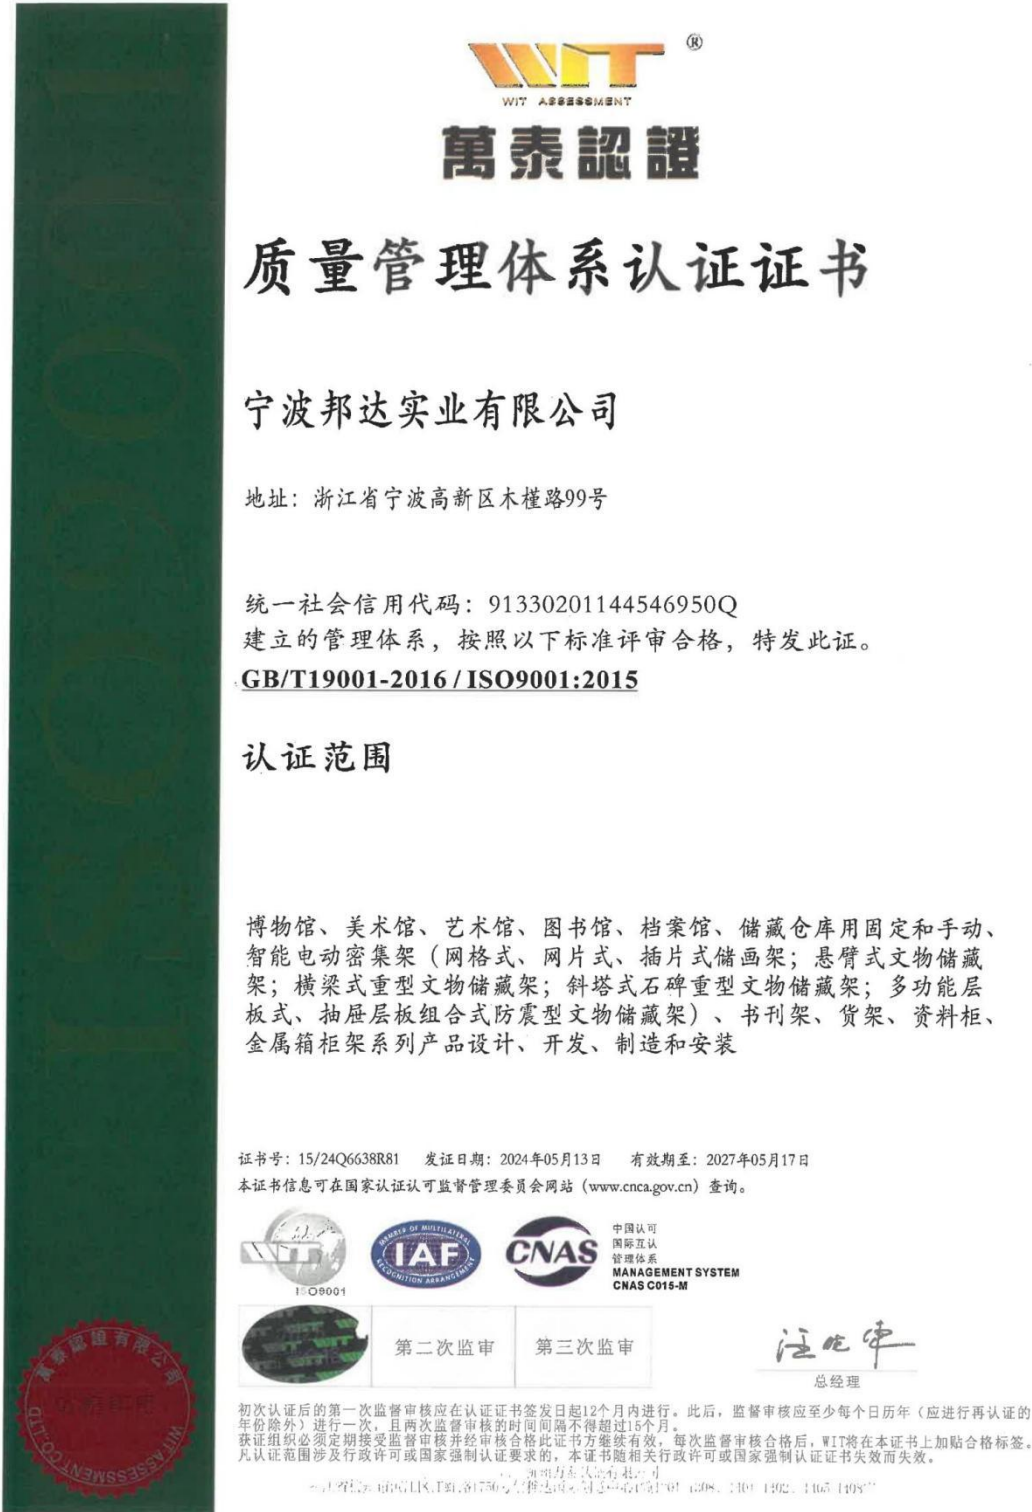 WIT ®
WIT ASSESSMENT
萬泰認證
质量管理体系认证证书
宁波邦达实业有限公司
地址：浙江省宁波高新区木槿路99号
统一社会信用代码：91330201144546950Q
建立的管理体系，按照以下标准评审合格，特发此证。
GB/T19001-2016 / ISO9001:2015
认证范围
博物馆、美术馆、艺术馆、图书馆、档案馆、储藏仓库用固定和手动、
智能电动密集架（网格式、网片式、插片式储画架；悬臂式文物储藏
架；横梁式重型文物储藏架；斜塔式石碑重型文物储藏架；多功能层
板式、抽屉层板组合式防震型文物储藏架）、书刊架、货架、资料柜、
金属箱柜架系列产品设计、开发、制造和安装
证书号：15/24Q6638R81 发证日期：2024年05月13日 有效期至：2027年05月17日
本证书信息可在国家认证认可监督管理委员会网站（www.cnca.gov.cn）查询。
WIT
ISO9001
MEMBER OF MULTILATERAL
IAF
RECOGNITION ARRANGEMENT
CNAS
中国认可
国际互认
管理体系
MANAGEMENT SYSTEM
CNAS C015-M
第二次监审
第三次监审
总经理
初次认证后的第一次监督审核应在认证证书签发日起12个月内进行。此后，监督审核应至少每个日历年（应进行再认证的
年份除外）进行一次，且两次监督审核的时间间隔不得超过15个月。
获证组织必须定期接受监督审核并经审核合格此证书方继续有效，每次监督审核合格后，WIT将在本证书上加贴合格标签。
凡认证范围涉及行政许可或国家强制认证要求的，本证书随相关行政许可或国家强制认证证书失效而失效。
ISO9001
萬泰認證有限公司
WIT ASSESSMENT CO.,LTD